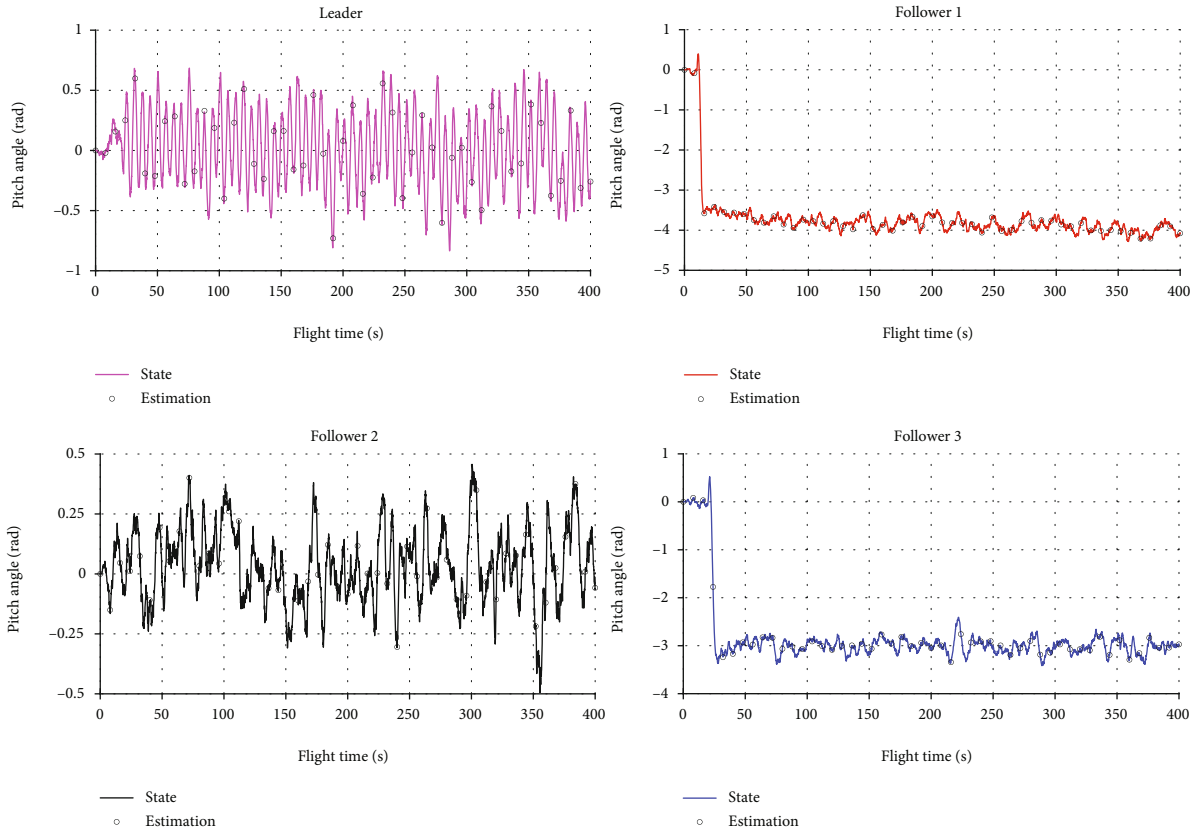 Leader
Pitch angle (rad)
1
0.5
0
−0.5
−1
0 50 100 150 200 250 300 350 400
Flight time (s)
State
Estimation
Follower 1
Pitch angle (rad)
1
0
−1
−2
−3
−4
−5
0 50 100 150 200 250 300 350 400
Flight time (s)
State
Estimation
Follower 2
Pitch angle (rad)
0.5
0.25
0
−0.25
−0.5
0 50 100 150 200 250 300 350 400
Flight time (s)
State
Estimation
Follower 3
Pitch angle (rad)
1
0
−1
−2
−3
−4
0 50 100 150 200 250 300 350 400
Flight time (s)
State
Estimation